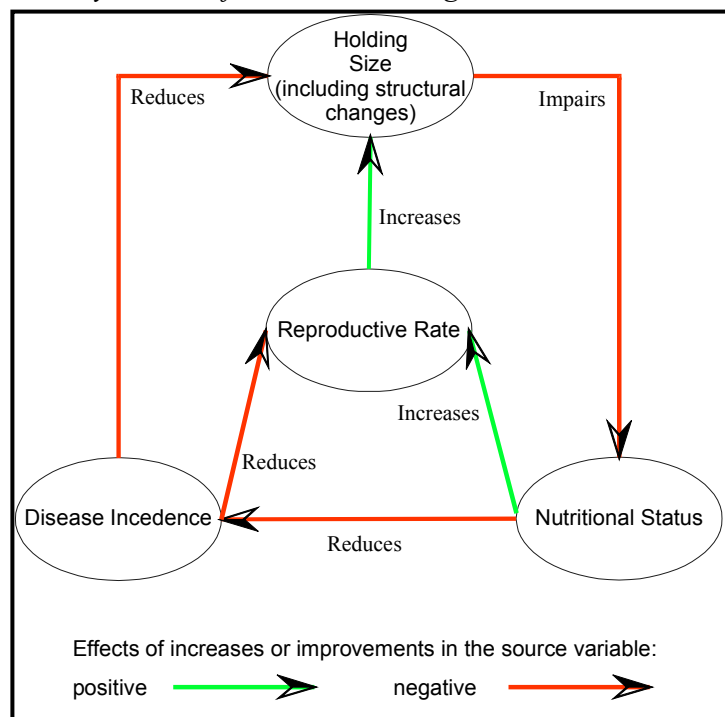 Holding
Size
(including structural
changes)
Reduces
Impairs
Increases
Reproductive Rate
Increases
Reduces
Disease Incedence
Nutritional Status
Reduces
Effects of increases or improvements in the source variable:
positive
negative